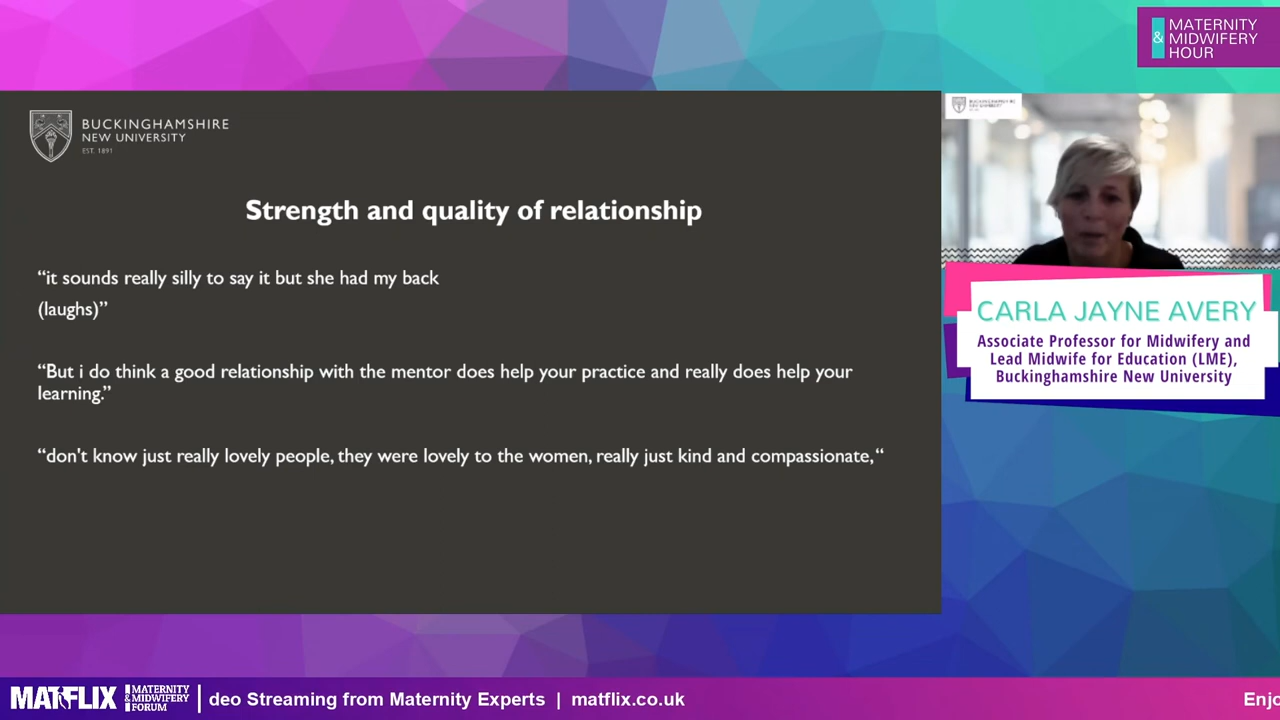 MATERNITY
& MIDWIFERY
HOUR
BUCKINGHAMSHIRE
NEW UNIVERSITY
EST. 1891
Strength and quality of relationship
“it sounds really silly to say it but she had my back
(laughs)”
“But i do think a good relationship with the mentor does help your practice and really does help your
learning.”
“don't know just really lovely people, they were lovely to the women, really just kind and compassionate,“
CARLA JAYNE AVERY
Associate Professor for Midwifery and
Lead Midwife for Education (LME),
Buckinghamshire New University
MATFLIX
MATERNITY
& MIDWIFERY
FORUM
deo Streaming from Maternity Experts | matflix.co.uk
Enjo